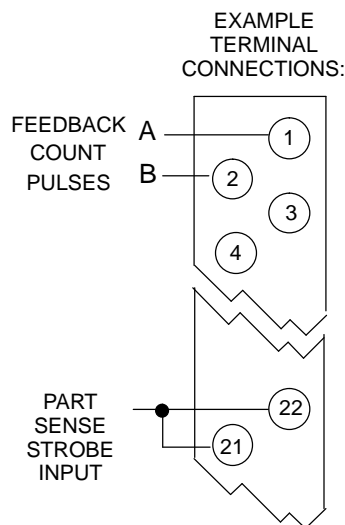 EXAMPLE
TERMINAL
CONNECTIONS:
FEEDBACK
COUNT
PULSES
A
B
1
2
3
4
PART
SENSE
STROBE
INPUT
22
21